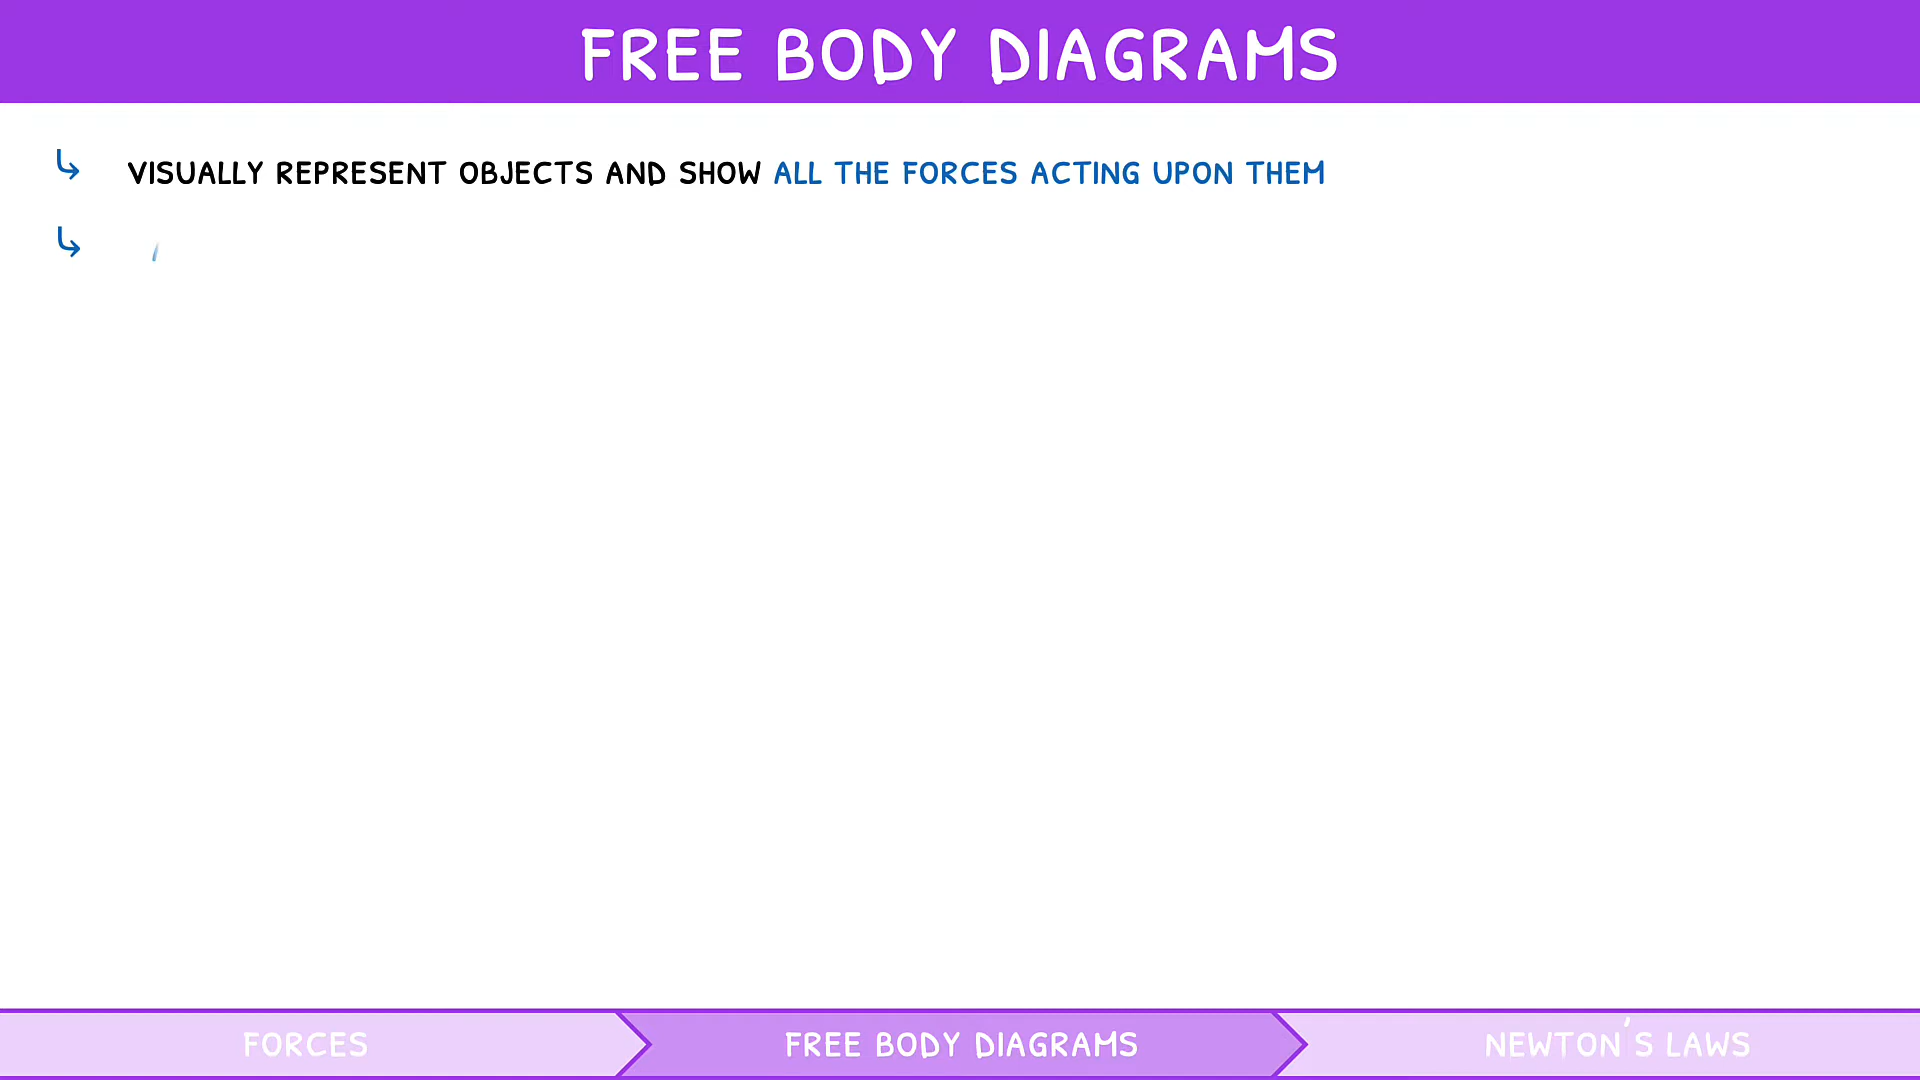 FREE BODY DIAGRAMS
VISUALLY REPRESENT OBJECTS AND SHOW ALL THE FORCES ACTING UPON THEM
FORCES
FREE BODY DIAGRAMS
NEWTON'S LAWS